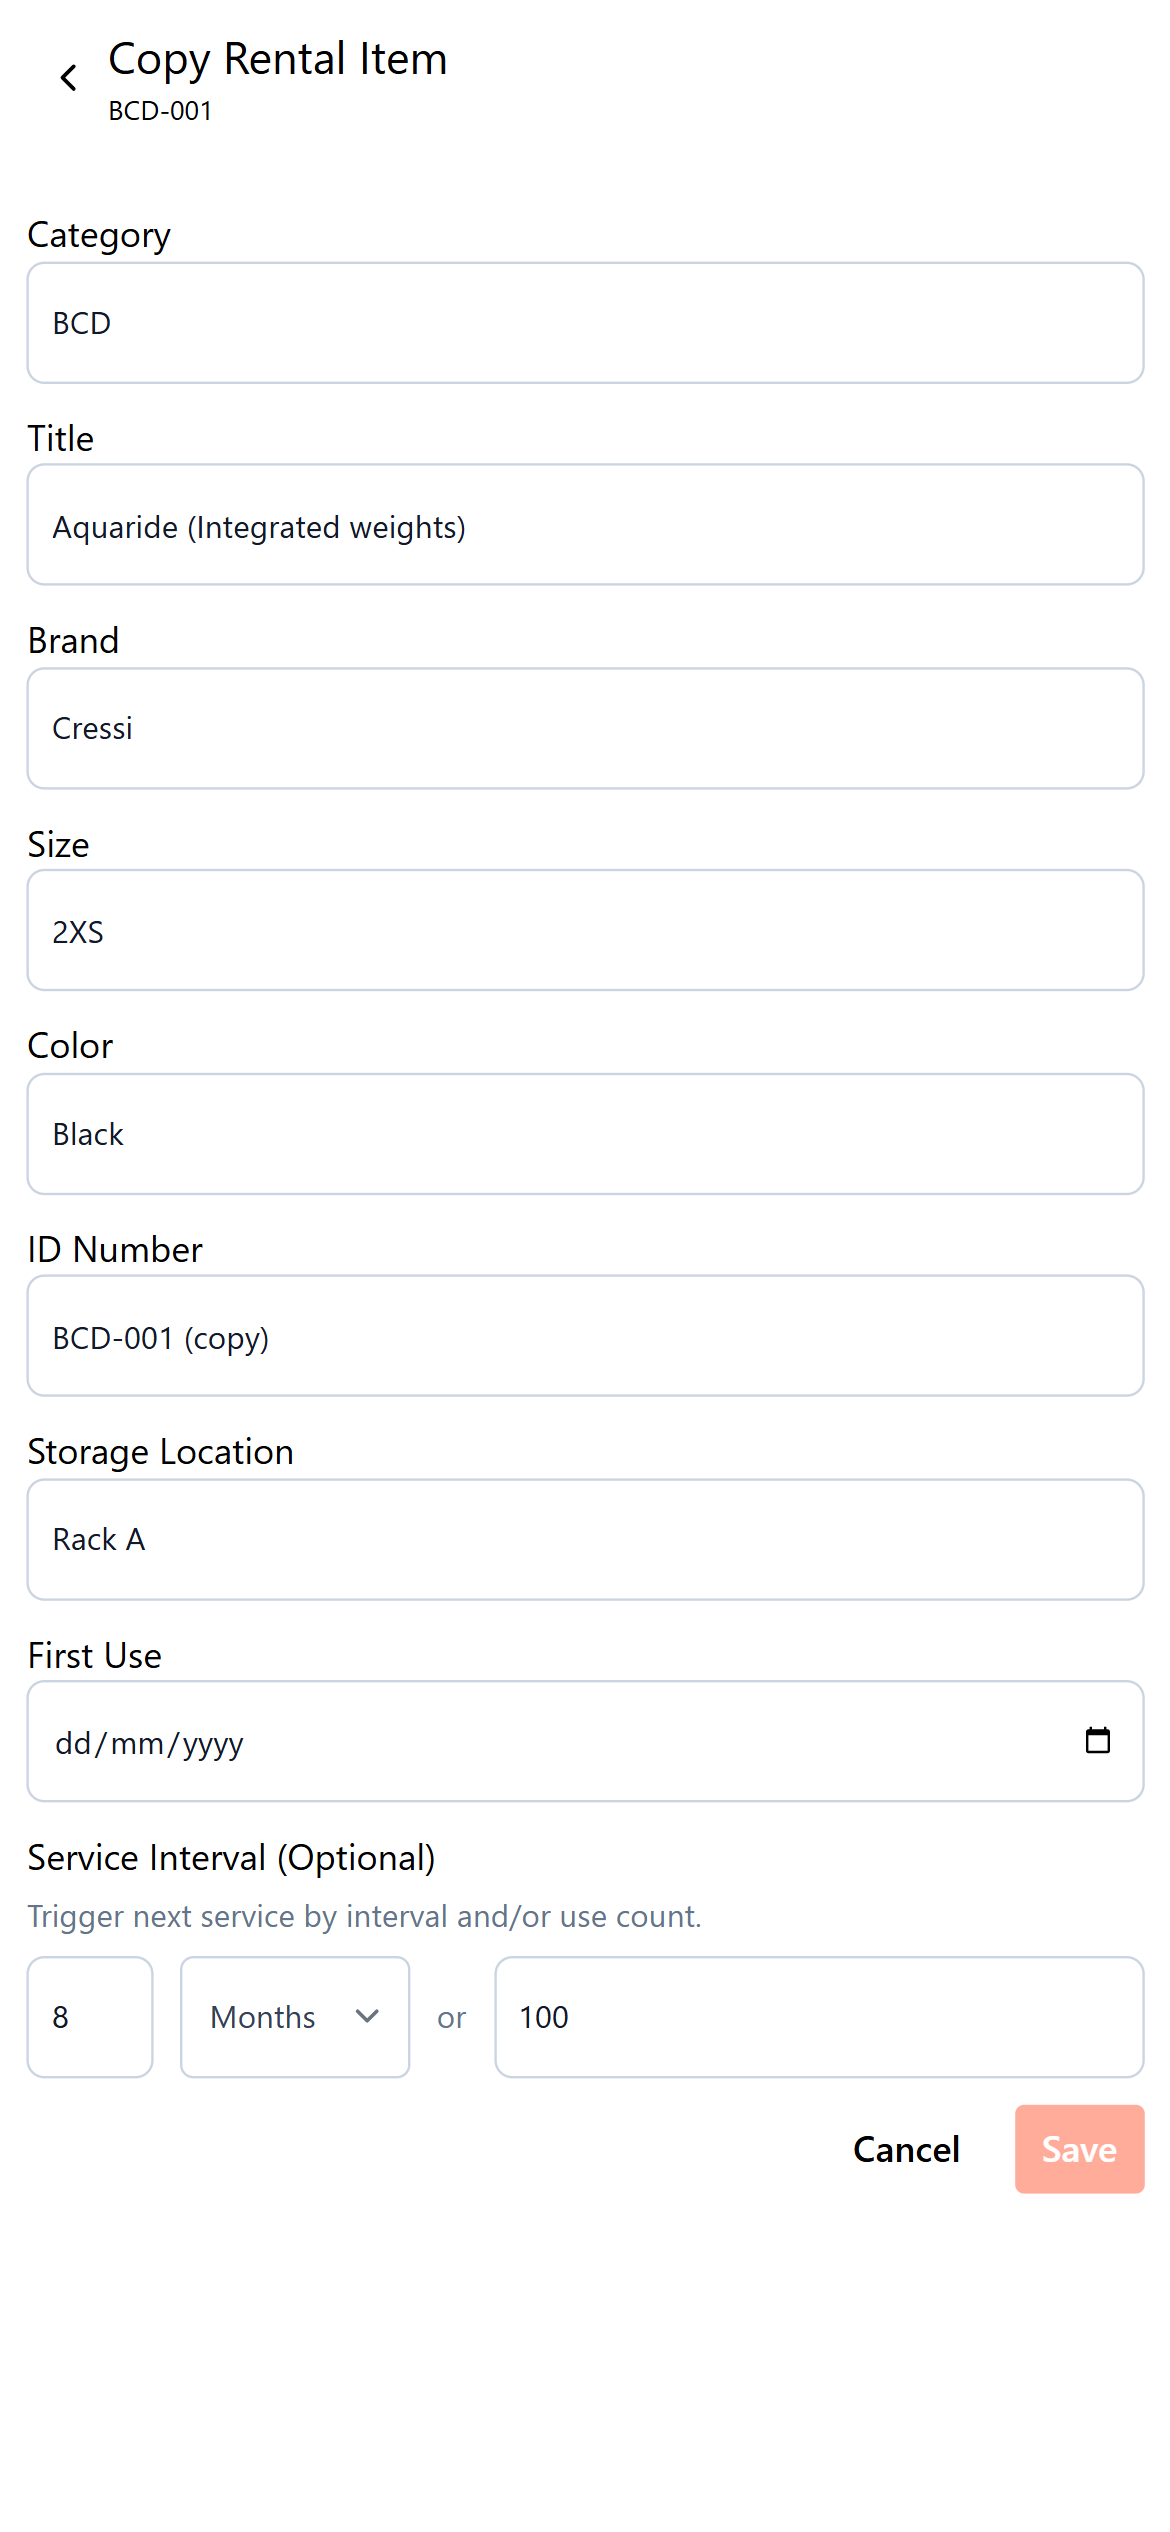 Copy Rental Item
BCD-001
Category
BCD
Title
Aquaride (Integrated weights)
Brand
Cressi
Size
2XS
Color
Black
ID Number
BCD-001 (copy)
Storage Location
Rack A
First Use
dd/mm/yyyy
Service Interval (Optional)
Trigger next service by interval and/or use count.
8 Months or 100
Cancel Save